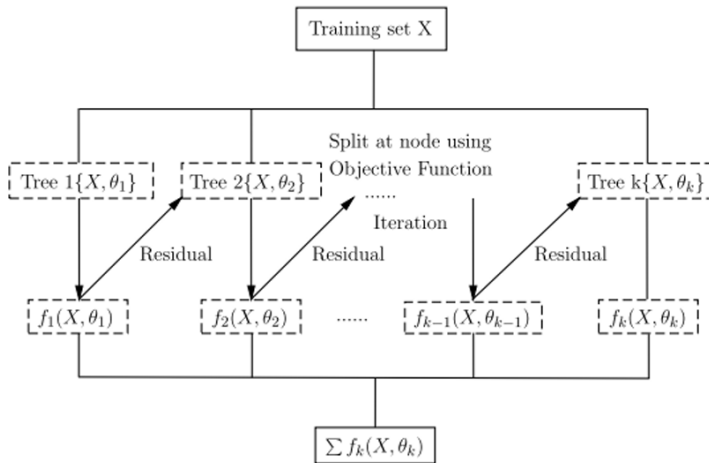 Training set X
Split at node using
Objective Function
Tree 1{X, θ₁}
Tree 2{X, θ₂}
......
Tree k{X, θₖ}
Iteration
Residual
Residual
Residual
f₁(X, θ₁)
f₂(X, θ₂)
......
fₖ₋₁(X, θₖ₋₁)
fₖ(X, θₖ)
∑ fₖ(X, θₖ)